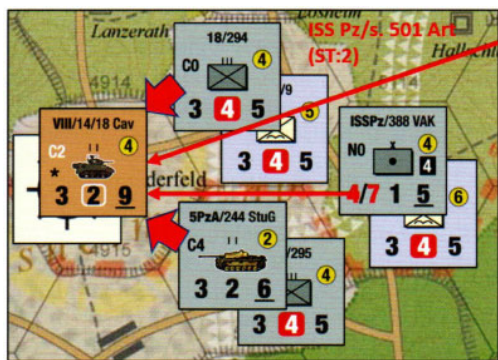 Lanzerath
Losheim
ISS Pz/s. 501 Art
(ST:2)
4914
18/294
C0
4
3 4 5
/9
5
3 4 5
VIII/14/18 Cav
C2
4
3 2 9
derfeld
ISSPz/388 VAK
N0
4
4
4/7 1 5
6
3 4 5
4915
5PzA/244 StuG
C4
2
3 2 6
/295
4
3 4 5